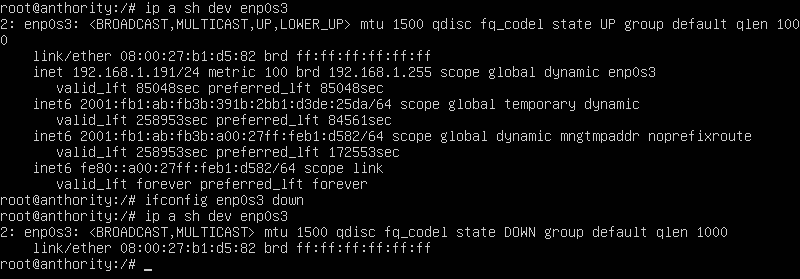 root@anthority:/# ip a sh dev enp0s3
2: enp0s3: <BROADCAST,MULTICAST,UP,LOWER_UP> mtu 1500 qdisc fq_codel state UP group default qlen 100
0
    link/ether 08:00:27:b1:d5:82 brd ff:ff:ff:ff:ff:ff
    inet 192.168.1.191/24 metric 100 brd 192.168.1.255 scope global dynamic enp0s3
       valid_lft 85048sec preferred_lft 85048sec
    inet6 2001:fb1:ab:fb3b:391b:2bb1:d3de:25da/64 scope global temporary dynamic
       valid_lft 258953sec preferred_lft 84561sec
    inet6 2001:fb1:ab:fb3b:a00:27ff:feb1:d582/64 scope global dynamic mngtmpaddr noprefixroute
       valid_lft 258953sec preferred_lft 172553sec
    inet6 fe80::a00:27ff:feb1:d582/64 scope link
       valid_lft forever preferred_lft forever
root@anthority:/# ifconfig enp0s3 down
root@anthority:/# ip a sh dev enp0s3
2: enp0s3: <BROADCAST,MULTICAST> mtu 1500 qdisc fq_codel state DOWN group default qlen 1000
    link/ether 08:00:27:b1:d5:82 brd ff:ff:ff:ff:ff:ff
root@anthority:/# _